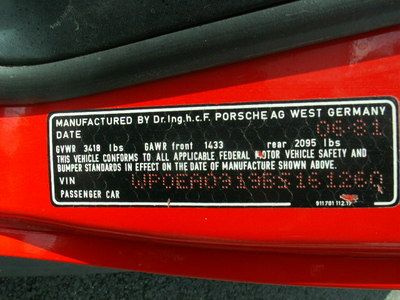 MANUFACTURED BY Dr.Ing.h.c.F. PORSCHE AG WEST GERMANY
DATE 06-81
GVWR 3418 lbs GAWR front 1433 rear 2095 lbs
THIS VEHICLE CONFORMS TO ALL APPLICABLE FEDERAL MOTOR VEHICLE SAFETY AND
BUMPER STANDARDS IN EFFECT ON DATE OF MANUFACTURE SHOWN ABOVE.
VIN WP0EA0919BS161260
PASSENGER CAR